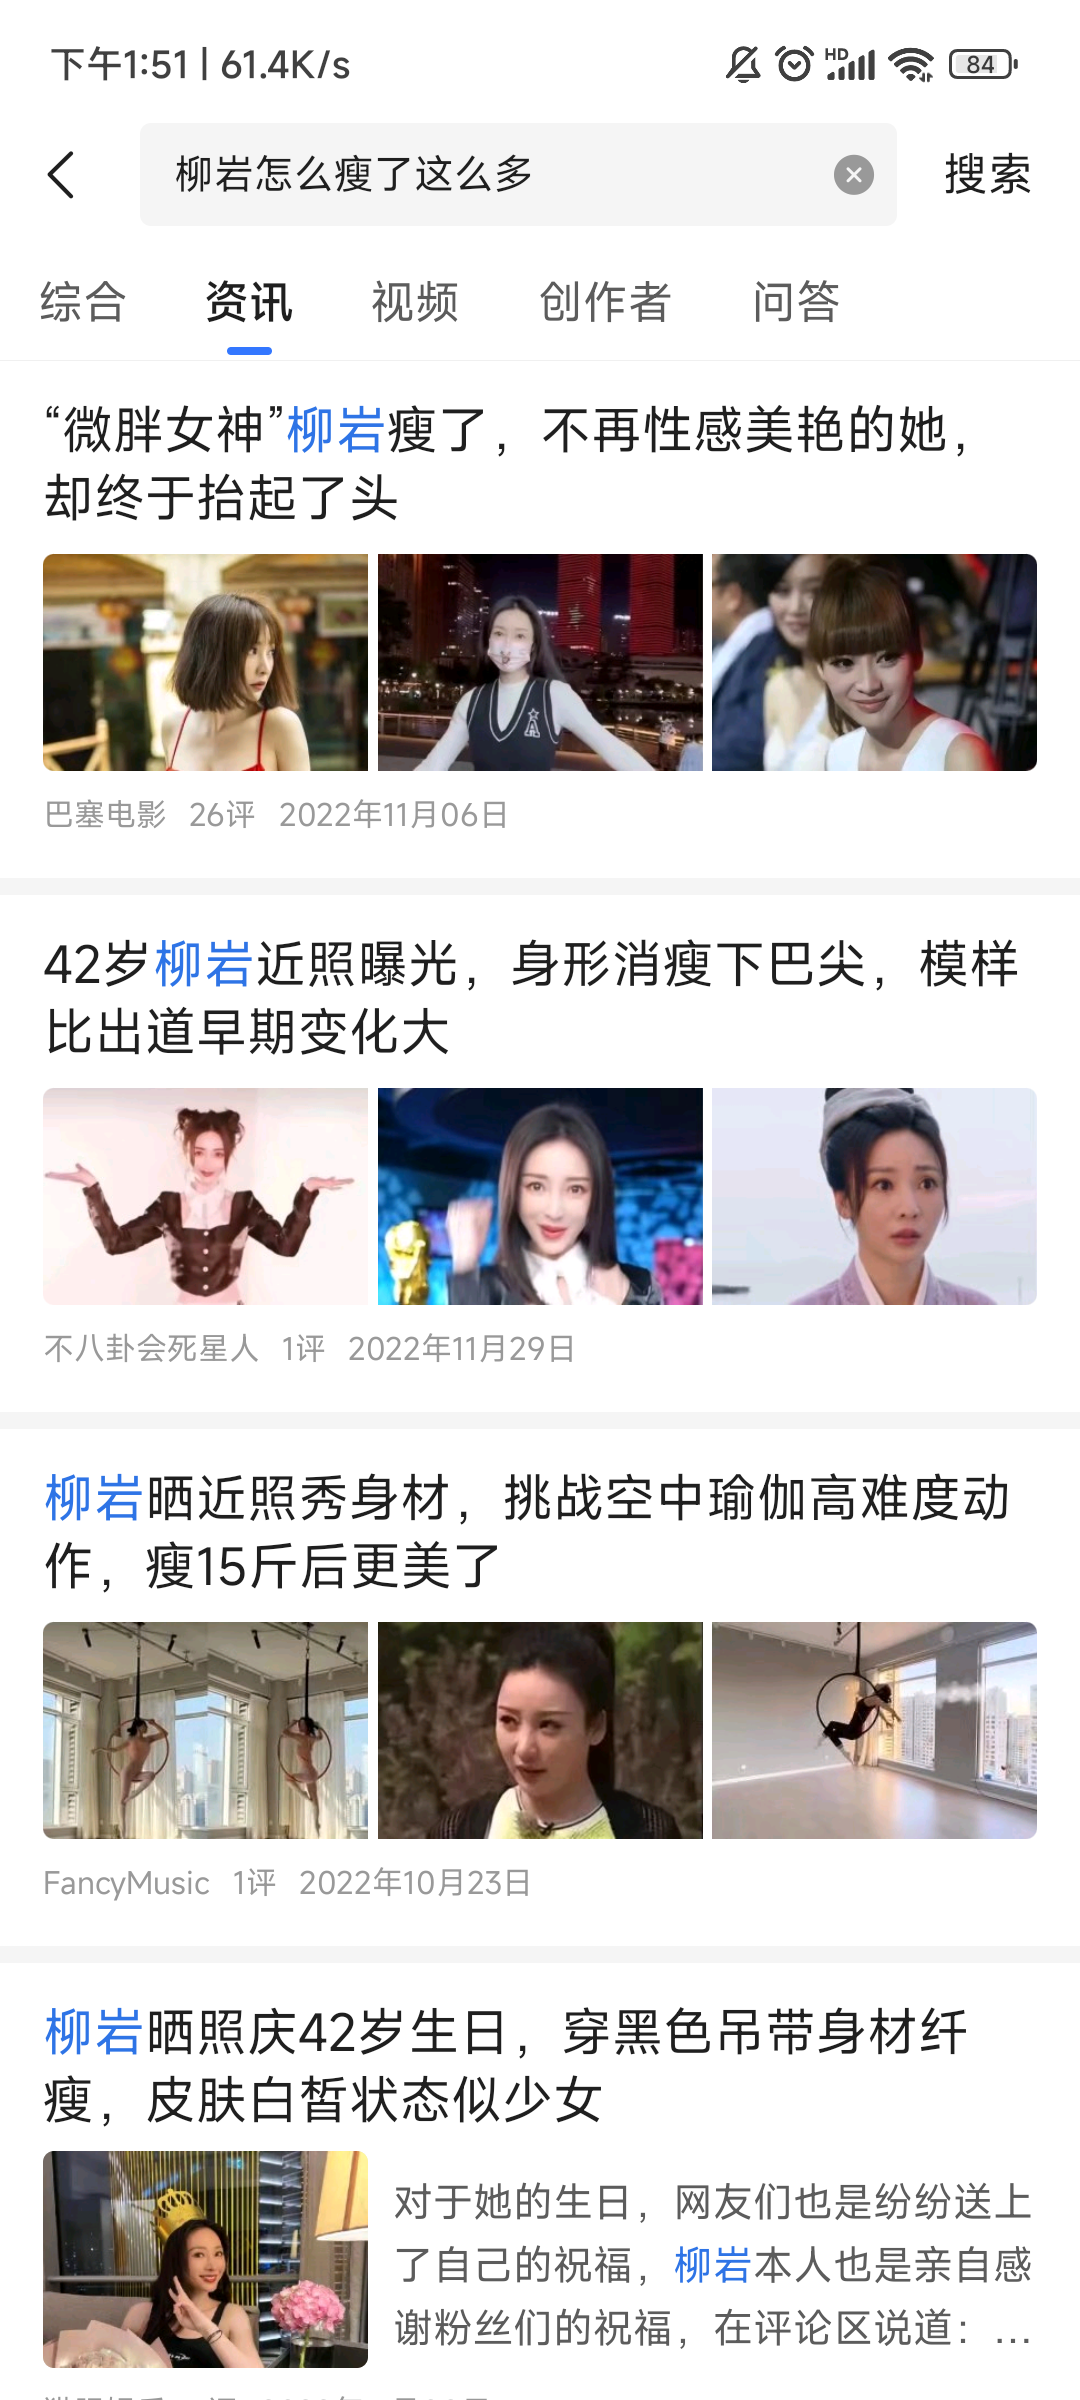 下午1:51 | 61.4K/s
HD
84
柳岩怎么瘦了这么多
搜索
综合 资讯 视频 创作者 问答
“微胖女神”柳岩瘦了，不再性感美艳的她，
却终于抬起了头
A
巴塞电影 26评 2022年11月06日
42岁柳岩近照曝光，身形消瘦下巴尖，模样
比出道早期变化大
不八卦会死星人 1评 2022年11月29日
柳岩晒近照秀身材，挑战空中瑜伽高难度动
作，瘦15斤后更美了
FancyMusic 1评 2022年10月23日
柳岩晒照庆42岁生日，穿黑色吊带身材纤
瘦，皮肤白皙状态似少女
对于她的生日，网友们也是纷纷送上
了自己的祝福，柳岩本人也是亲自感
谢粉丝们的祝福，在评论区说道：...